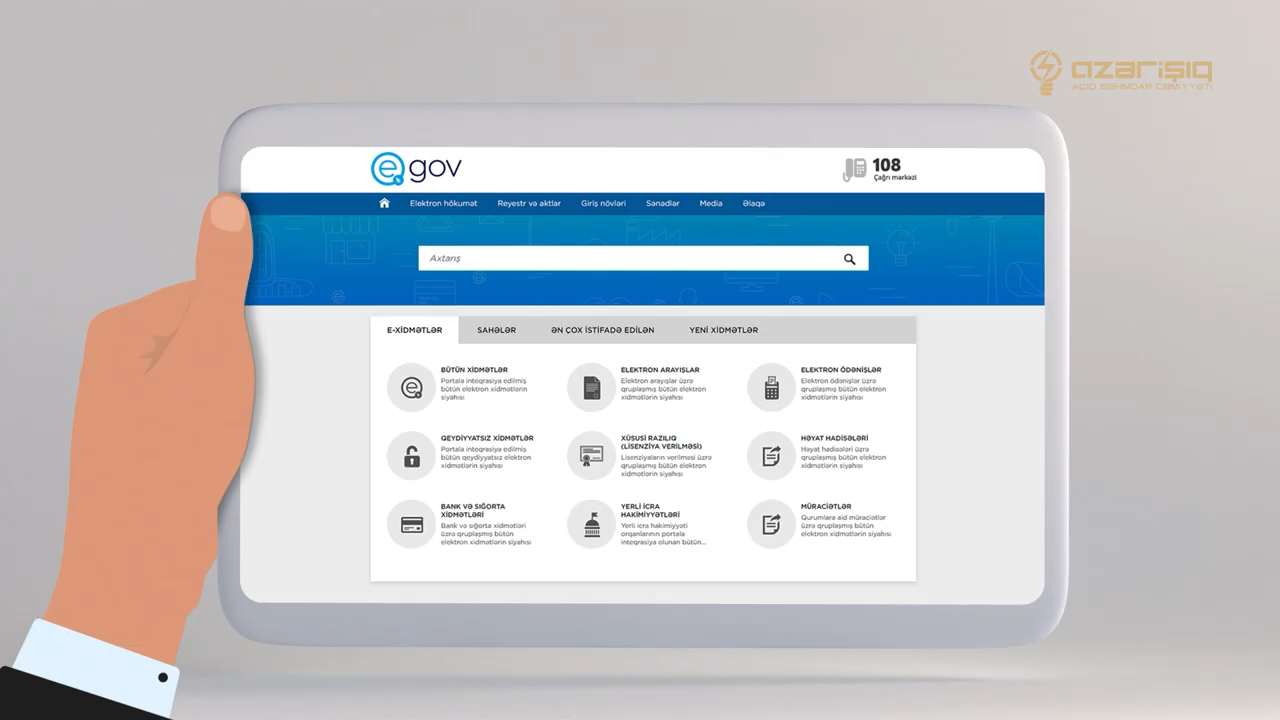 azərişıq
AÇIQ SƏHMDAR CƏMİYYƏTİ
e gov
108
Çağrı mərkəzi
Elektron hökumət Reyestr və aktlar Giriş növləri Sənədlər Media Əlaqə
Axtarış
E-XİDMƏTLƏR SAHƏLƏR ƏN ÇOX İSTİFADƏ EDİLƏN YENİ XİDMƏTLƏR
BÜTÜN XİDMƏTLƏR
Portala inteqrasiya edilmiş
bütün elektron xidmətlərin
siyahısı
ELEKTRON ARAYIŞLAR
Elektron arayışlar üzrə
qruplaşmış bütün elektron
xidmətlərin siyahısı
ELEKTRON ÖDƏNİŞLƏR
Elektron ödənişlər üzrə
qruplaşmış bütün elektron
xidmətlərin siyahısı
QEYDİYYATSIZ XİDMƏTLƏR
Portala inteqrasiya edilmiş
bütün qeydiyyatsız elektron
xidmətlərin siyahısı
XÜSUSİ RAZILIQ
(LİSENZİYA VERİLMƏSİ)
Lisenziyaların verilməsi üzrə
qruplaşmış bütün elektron
xidmətlərin siyahısı
HƏYAT HADİSƏLƏRİ
Həyat hadisələri üzrə
qruplaşmış bütün elektron
xidmətlərin siyahısı
BANK VƏ SIĞORTA
XİDMƏTLƏRİ
Bank və sığorta xidmətləri
üzrə qruplaşmış bütün
elektron xidmətlərin siyahısı
YERLİ İCRA
HAKİMİYYƏTLƏRİ
Yerli icra hakimiyyəti
orqanlarının portala
inteqrasiya olunan bütün...
MÜRACİƏTLƏR
Qurumlara aid müraciətlər
üzrə qruplaşmış bütün
elektron xidmətlərin siyahısı